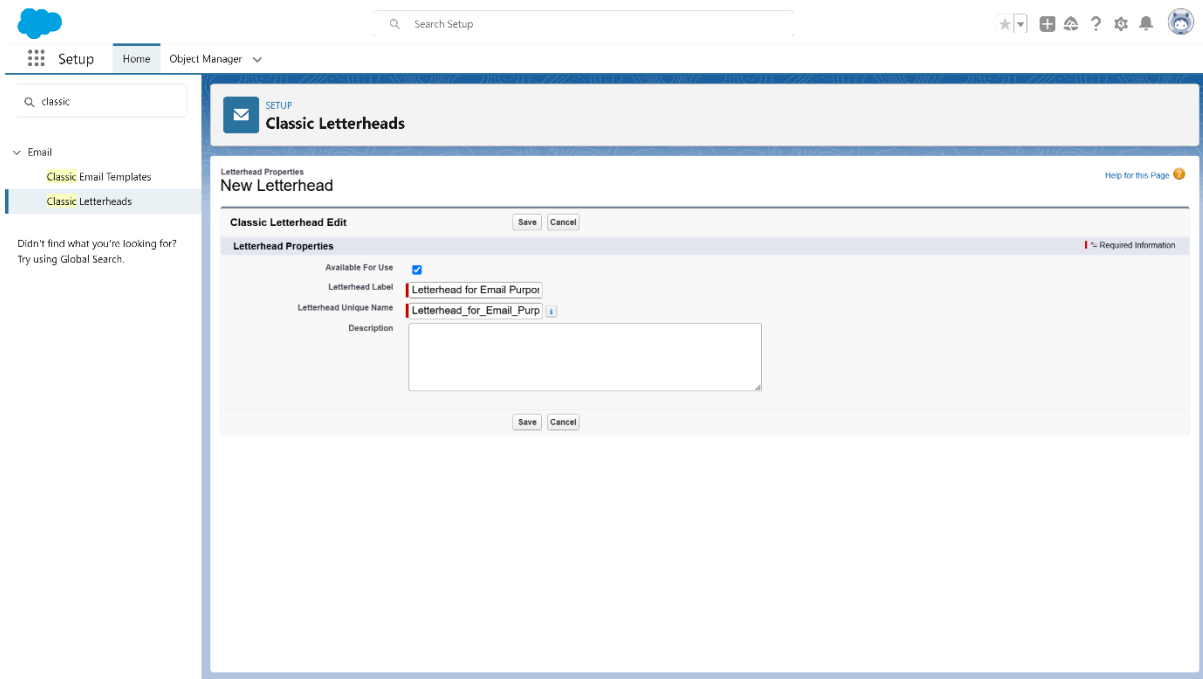 Search Setup
Setup
Home
Object Manager
classic
SETUP
Classic Letterheads
Email
Classic Email Templates
Classic Letterheads
Didn't find what you're looking for?
Try using Global Search.
Letterhead Properties
New Letterhead
Help for this Page ?
Classic Letterhead Edit
Save
Cancel
Letterhead Properties
*= Required Information
Available For Use
Letterhead Label
Letterhead for Email Purpos
Letterhead Unique Name
Letterhead_for_Email_Purp
i
Description
Save
Cancel